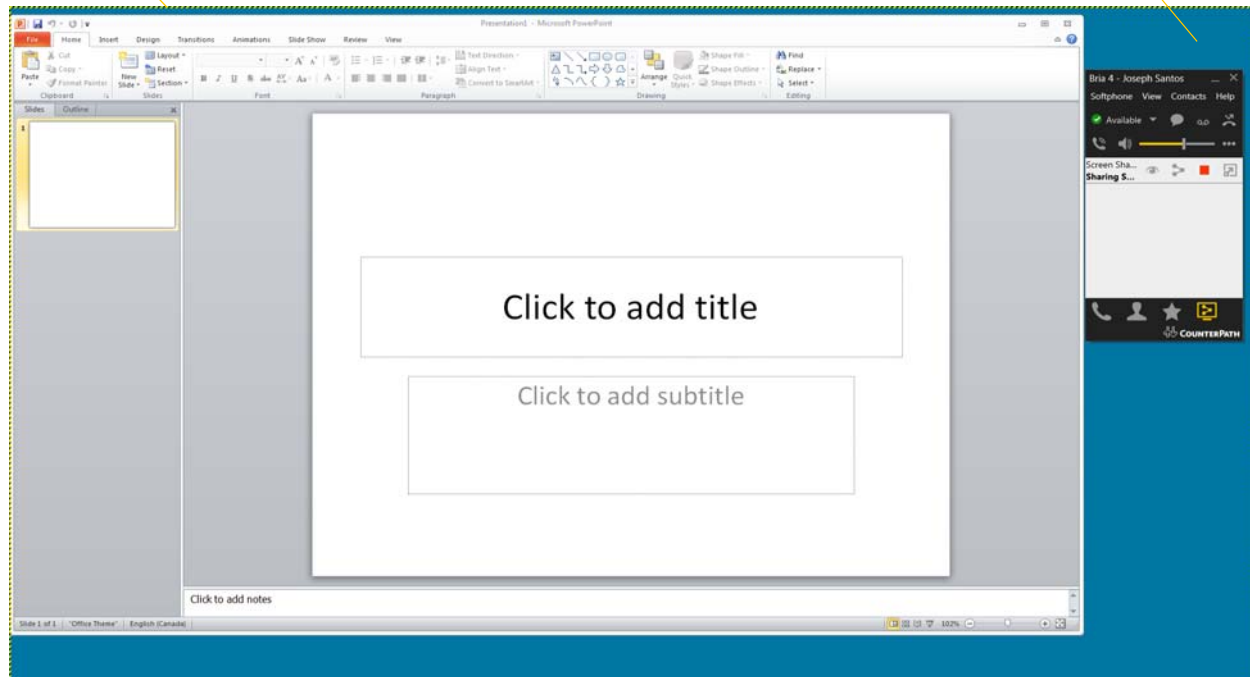 Presentation1 - Microsoft PowerPoint
File Home Insert Design Transitions Animations Slide Show Review View
Paste
Cut
Copy
Format Painter
Clipboard
New Slide
Layout
Reset
Section
Slides
B I U S abc AV Aa A
Font
Text Direction
Align Text
Convert to SmartArt
Paragraph
Arrange
Quick Styles
Shape Fill
Shape Outline
Shape Effects
Drawing
Find
Replace
Select
Editing
Slides Outline
1
Click to add title
Click to add subtitle
Click to add notes
Slide 1 of 1 "Office Theme" English (Canada)
102%
Bria 4 - Joseph Santos
Softphone View Contacts Help
Available
Screen Sha...
Sharing S...
COUNTERPATH